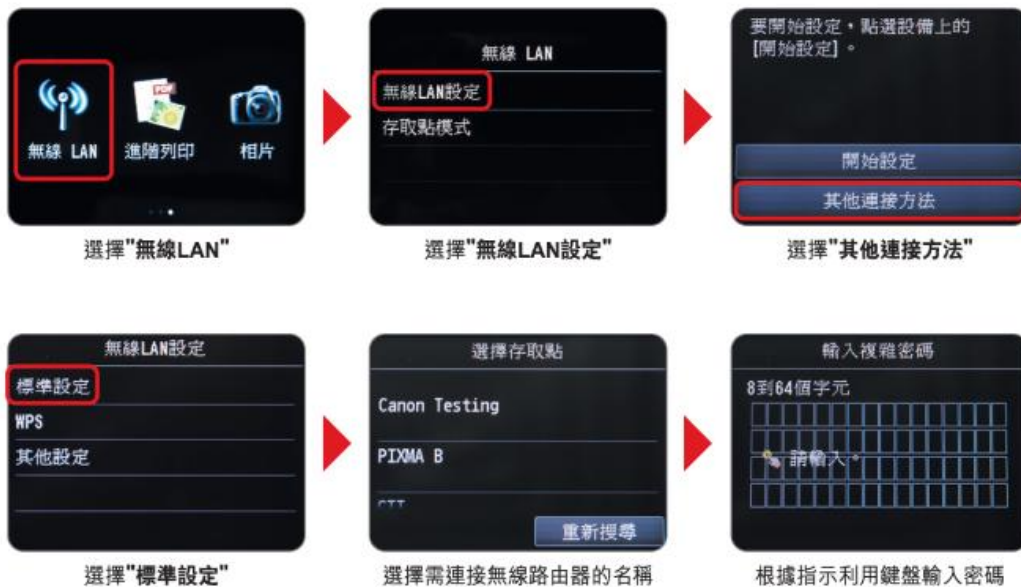 無線 LAN
進階列印
相片
選擇"無線LAN"
無線 LAN
無線LAN設定
存取點模式
選擇"無線LAN設定"
要開始設定,點選設備上的
[開始設定]。
開始設定
其他連接方法
選擇"其他連接方法"
無線LAN設定
標準設定
WPS
其他設定
選擇"標準設定"
選擇存取點
Canon Testing
PIXMA B
重新搜尋
選擇需連接無線路由器的名稱
輸入複雜密碼
8到64個字元
請輸入。
根據指示利用鍵盤輸入密碼